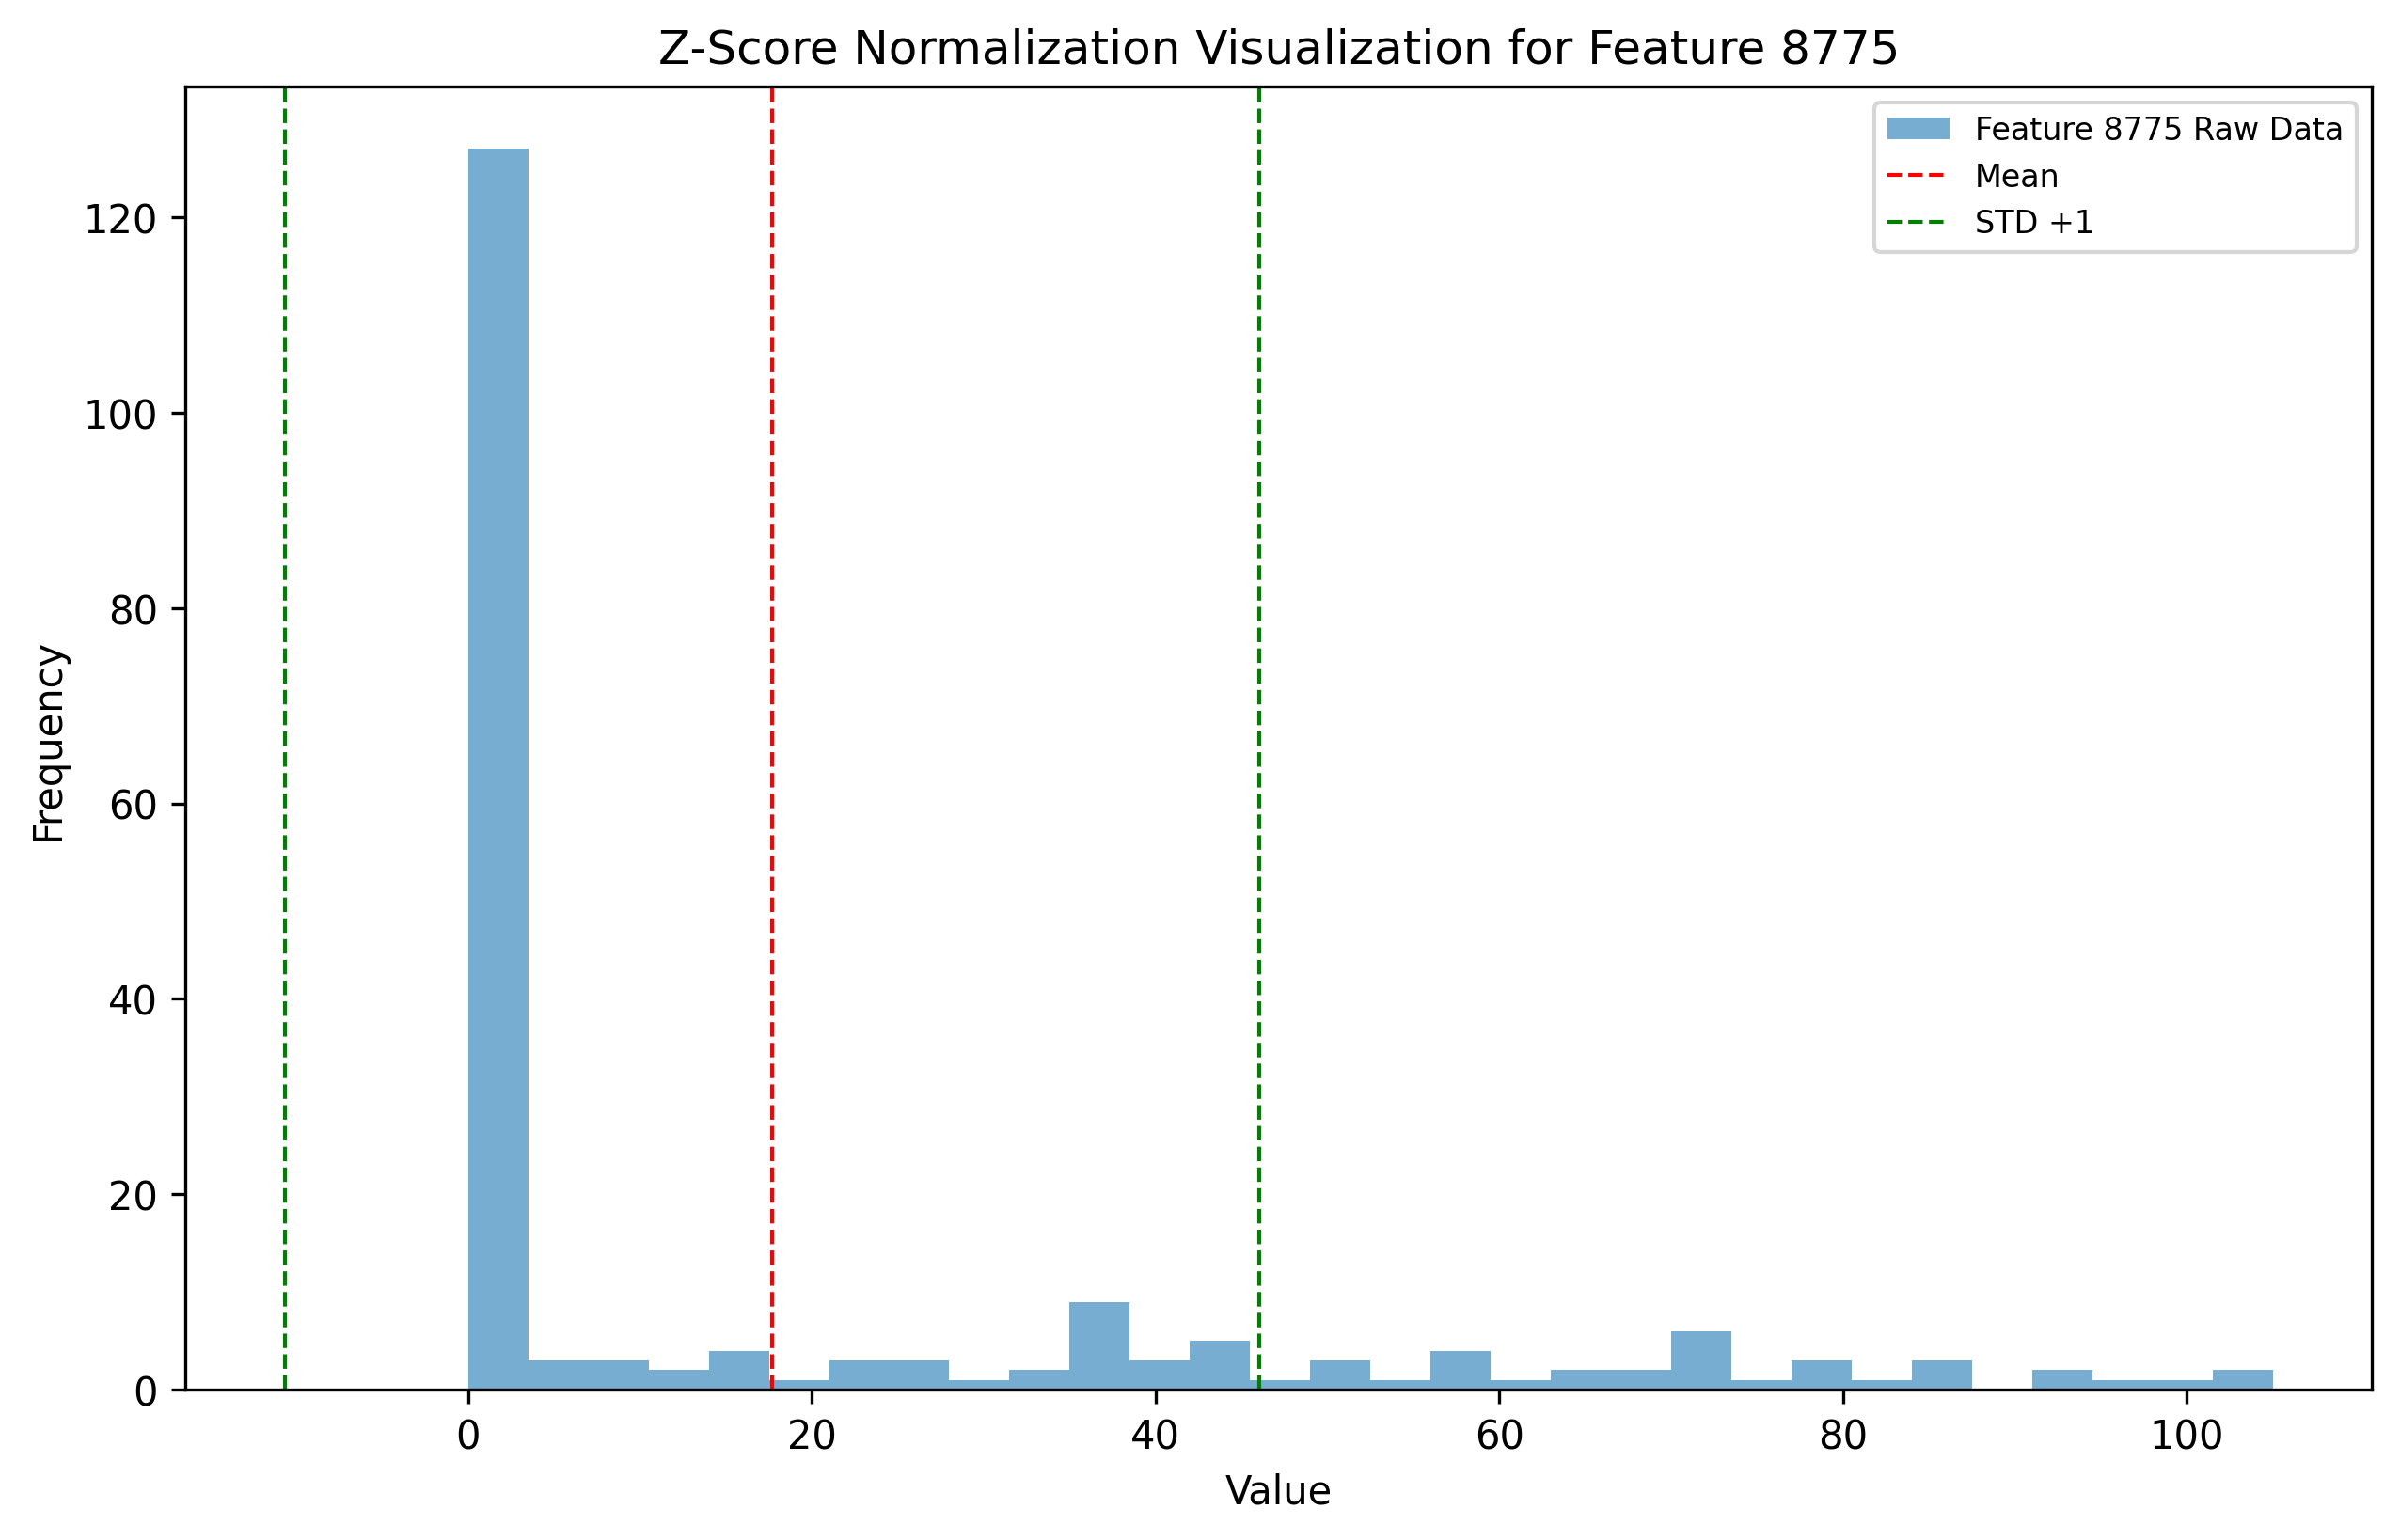 Z-Score Normalization Visualization for Feature 8775
Feature 8775 Raw Data
Mean
STD +1
120
100
80
60
40
20
0
Frequency
0 20 40 60 80 100
Value